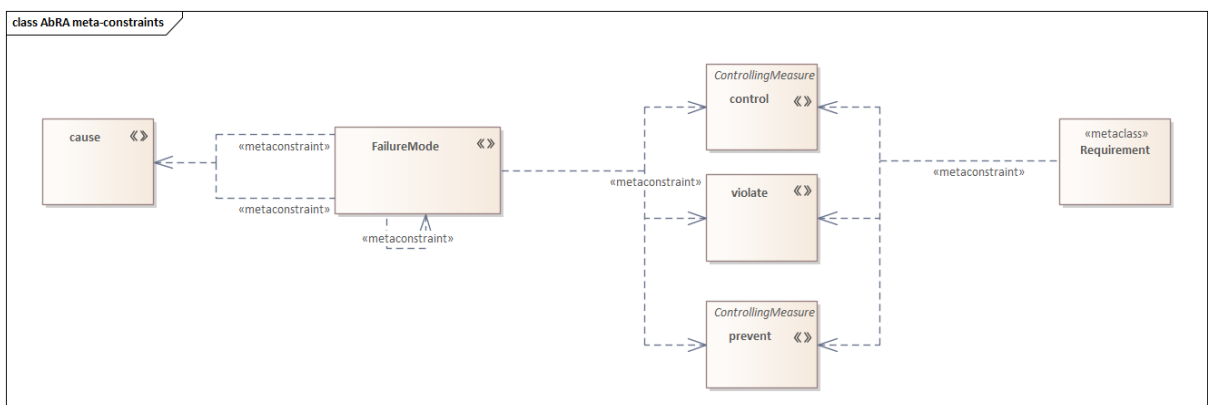 class AbRA meta-constraints
cause
«»
«metaconstraint»
«metaconstraint»
FailureMode
«»
«metaconstraint»
ControllingMeasure
control
«»
«metaconstraint»
violate
«»
ControllingMeasure
prevent
«»
«metaconstraint»
«metaclass»
Requirement